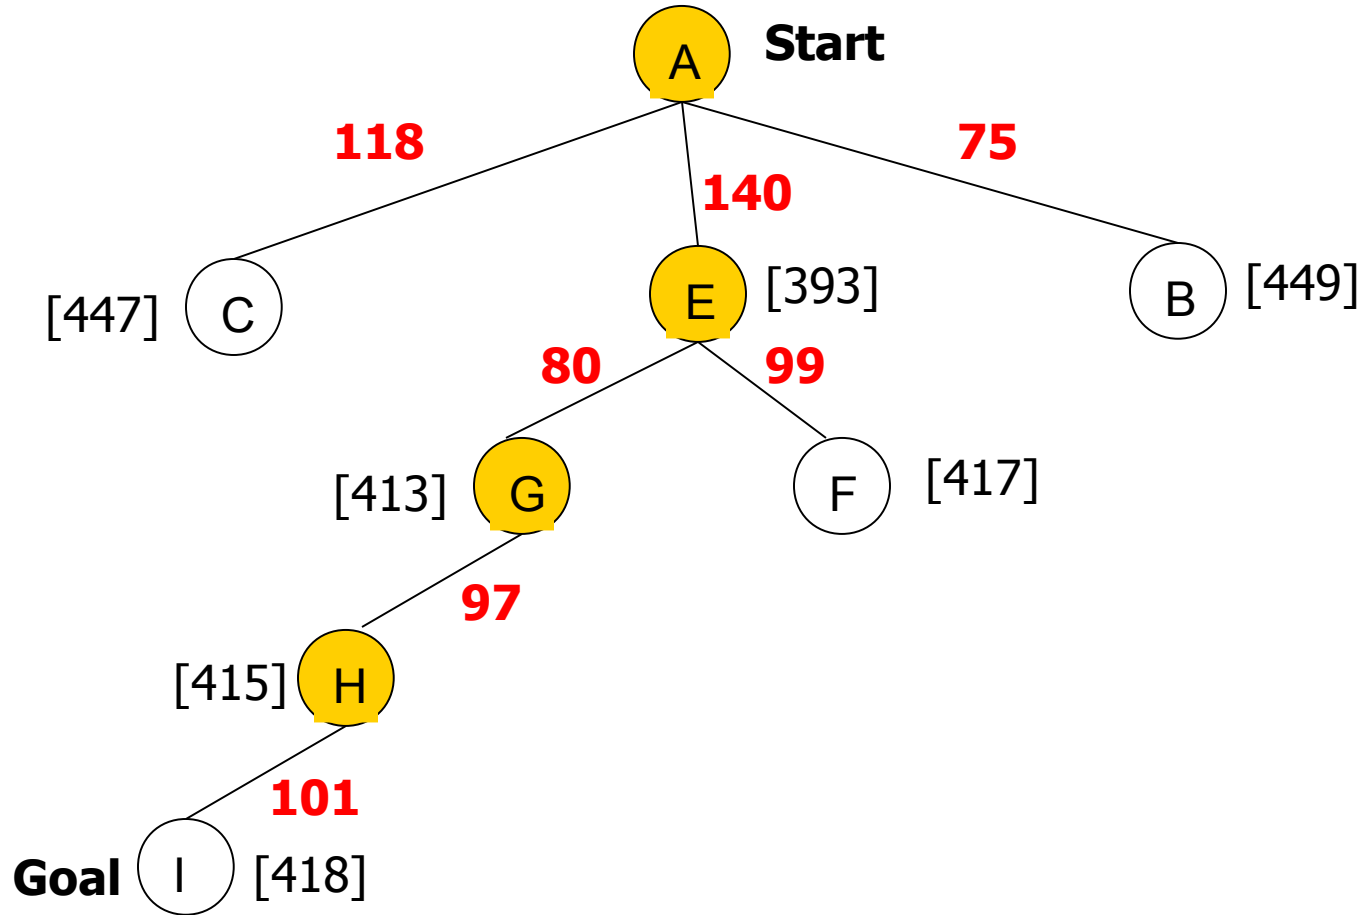 A Start
118
75
140
[447] C
E [393]
B [449]
80
99
[413] G
F [417]
97
[415] H
101
Goal I [418]